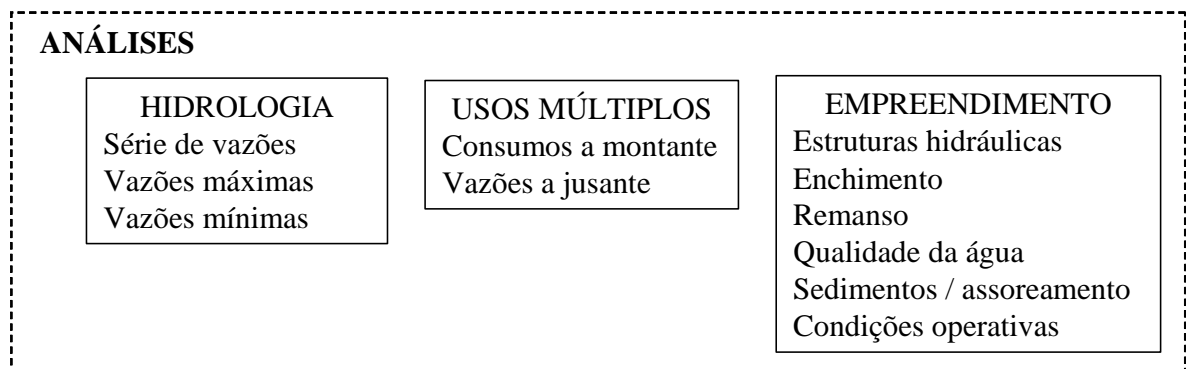 ANÁLISES
HIDROLOGIA
Série de vazões
Vazões máximas
Vazões mínimas
USOS MÚLTIPLOS
Consumos a montante
Vazões a jusante
EMPREENDIMENTO
Estruturas hidráulicas
Enchimento
Remanso
Qualidade da água
Sedimentos / assoreamento
Condições operativas